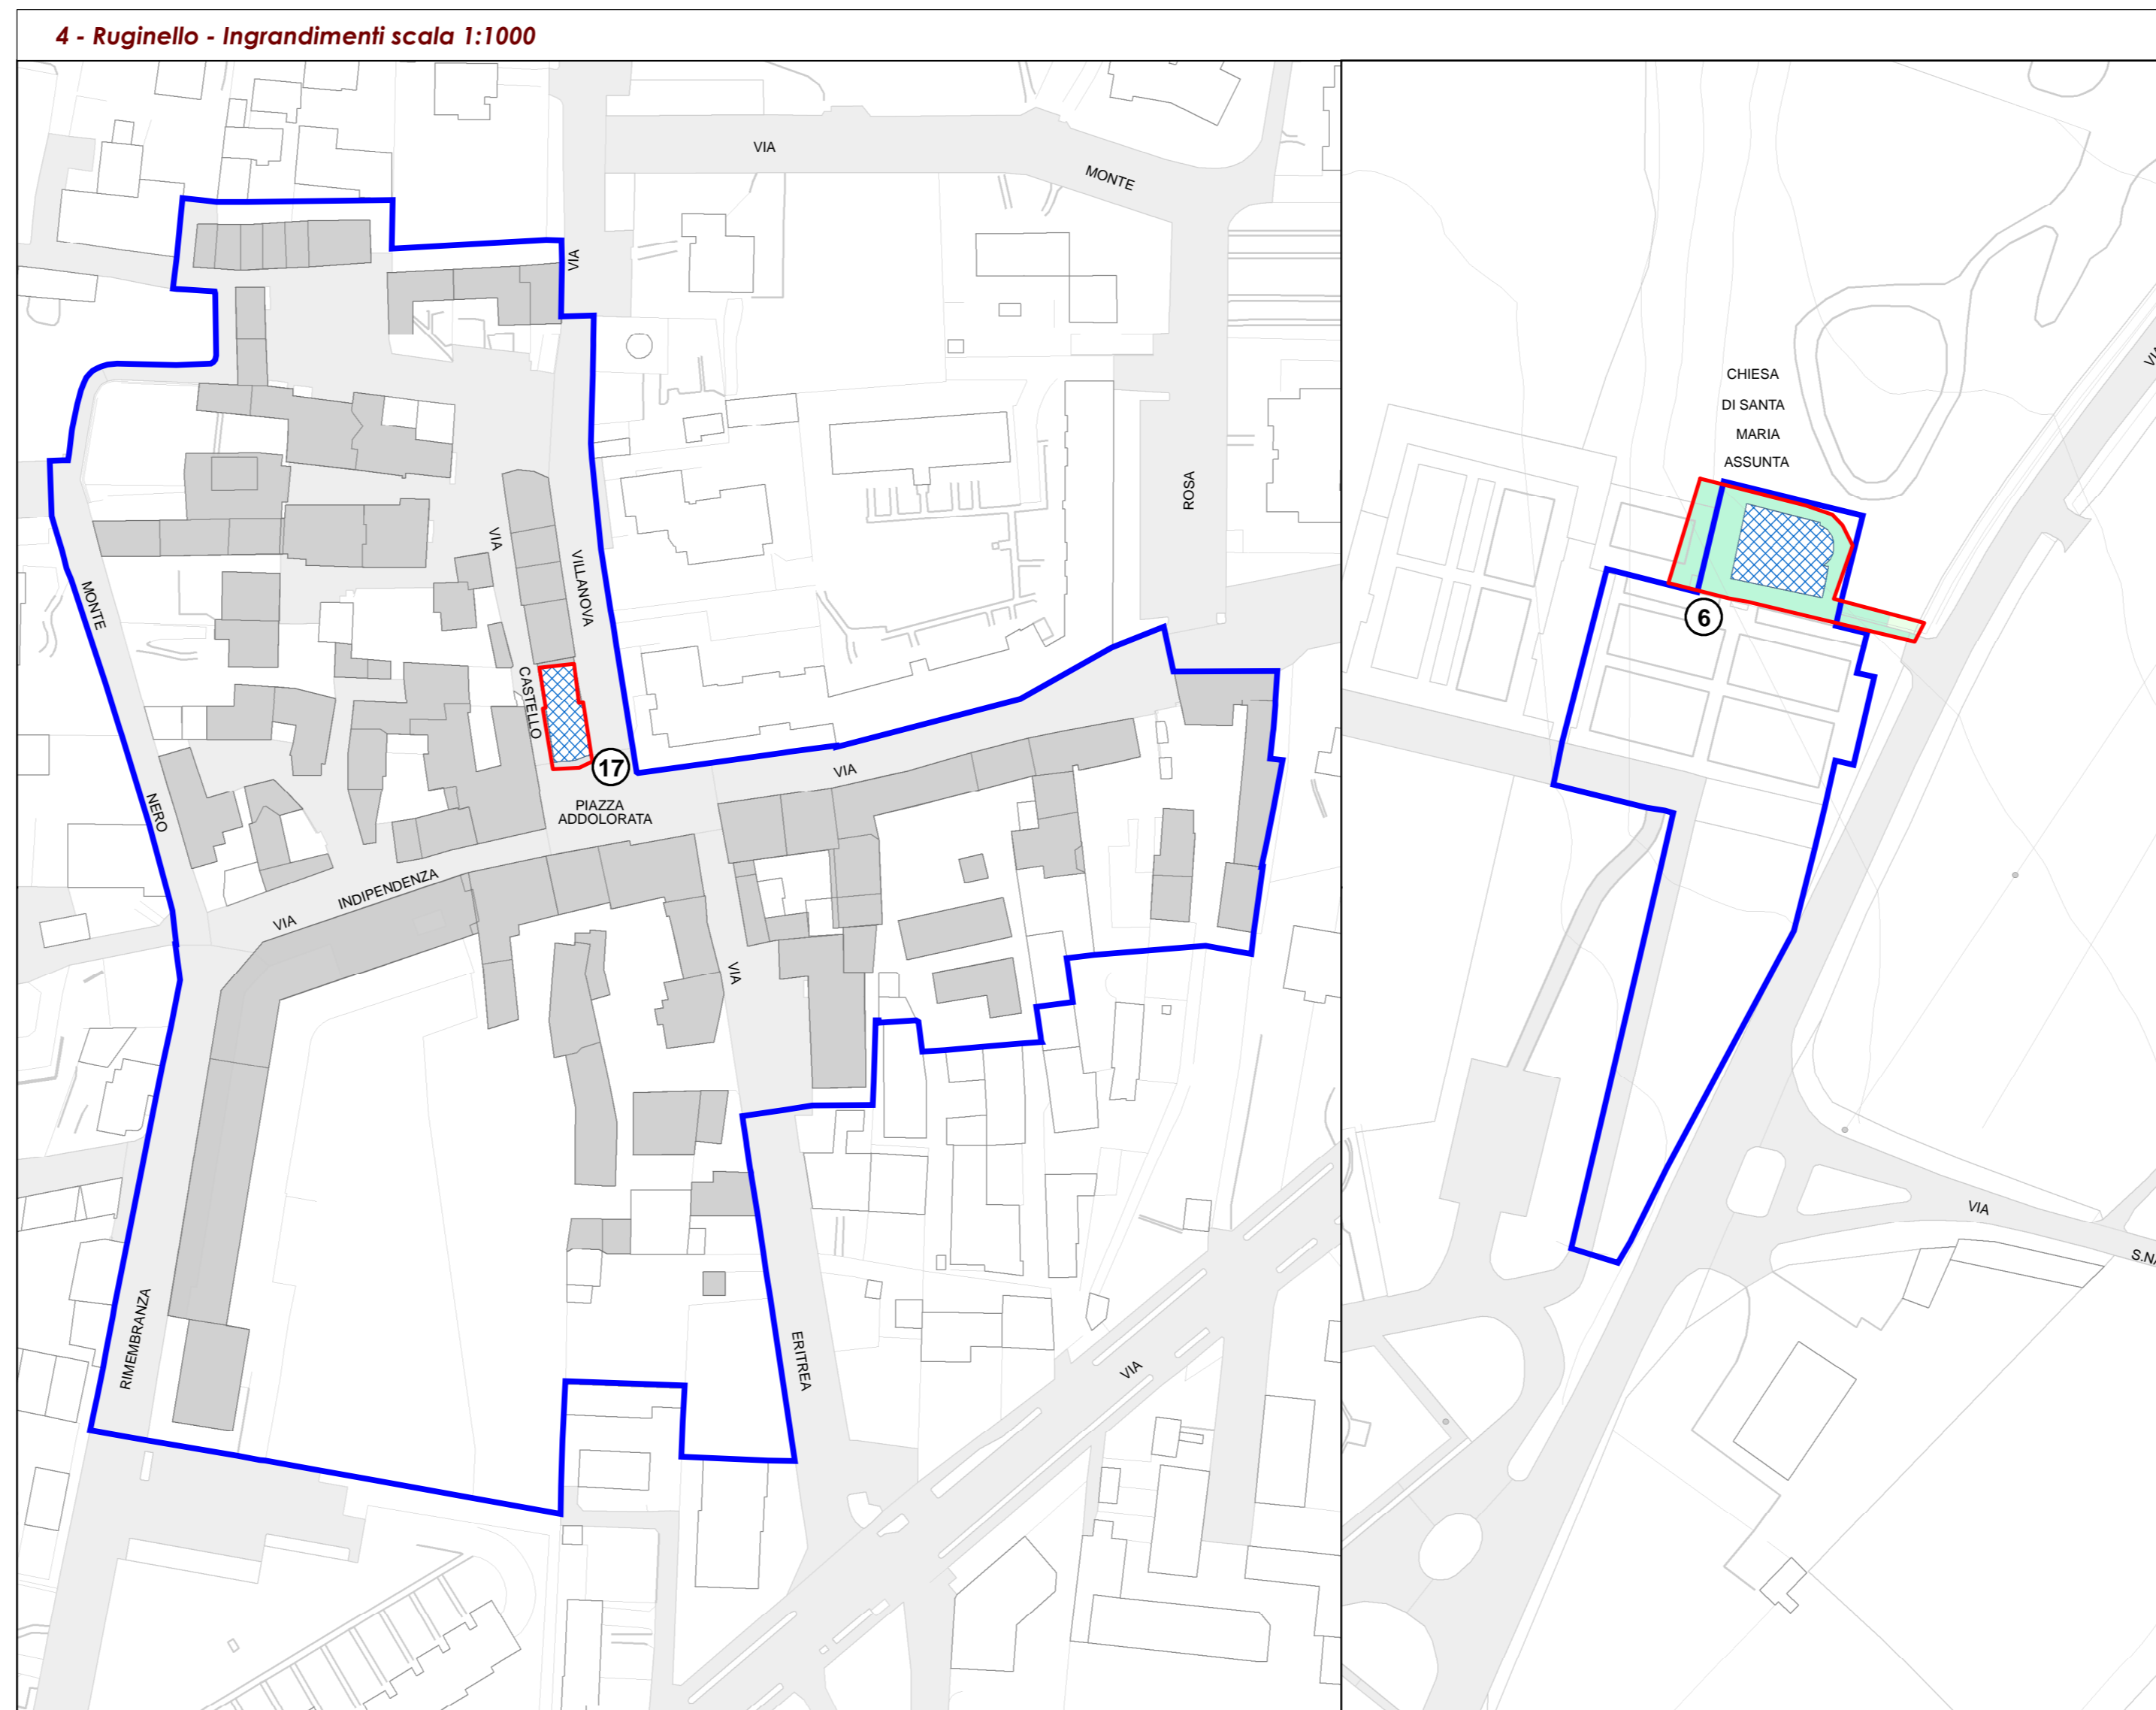 4 - Ruginello - Ingrandimenti scala 1:1000
VIA
MONTE
VIA
ROSA
VIA
VILLANOVA
MONTE
CASTELLO
17
PIAZZA
ADDOLORATA
VIA
NERO
VIA
INDIPENDENZA
VIA
ERITREA
RIMEMBRANZA
VIA
CHIESA
DI SANTA
MARIA
ASSUNTA
6
VIA
S.NA